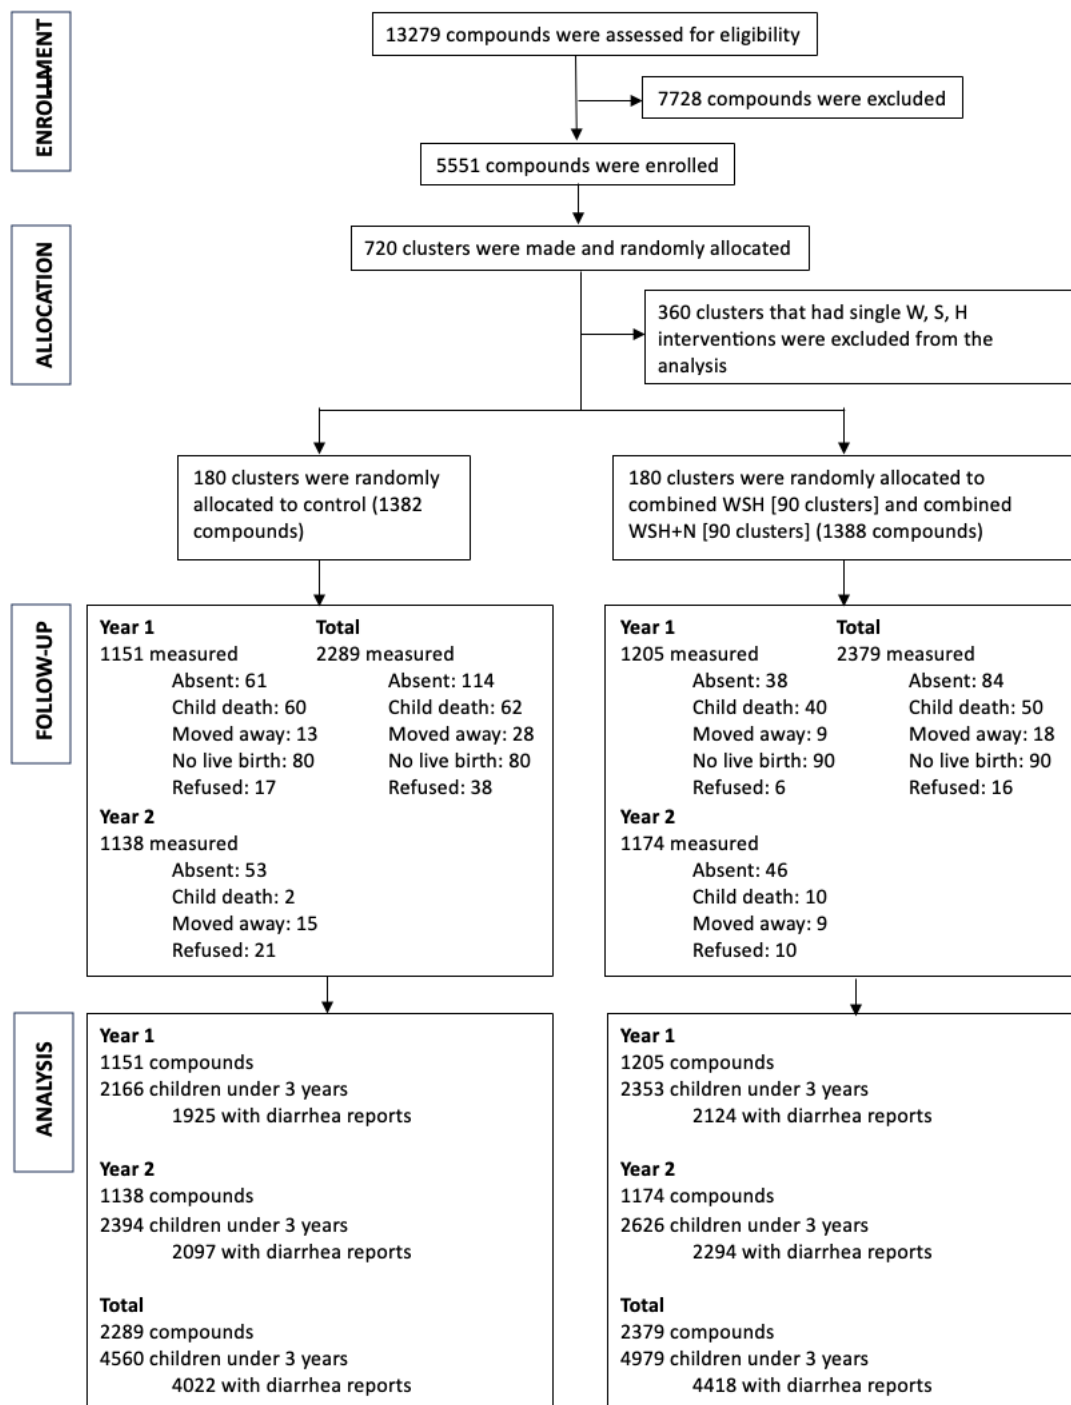 ENROLLMENT
13279 compounds were assessed for eligibility
7728 compounds were excluded
5551 compounds were enrolled
ALLOCATION
720 clusters were made and randomly allocated
360 clusters that had single W, S, H
interventions were excluded from the
analysis
180 clusters were randomly
allocated to control (1382
compounds)
180 clusters were randomly allocated to
combined WSH [90 clusters] and combined
WSH+N [90 clusters] (1388 compounds)
FOLLOW-UP
Year 1 Total
1151 measured 2289 measured
Absent: 61 Absent: 114
Child death: 60 Child death: 62
Moved away: 13 Moved away: 28
No live birth: 80 No live birth: 80
Refused: 17 Refused: 38
Year 2
1138 measured
Absent: 53
Child death: 2
Moved away: 15
Refused: 21
Year 1 Total
1205 measured 2379 measured
Absent: 38 Absent: 84
Child death: 40 Child death: 50
Moved away: 9 Moved away: 18
No live birth: 90 No live birth: 90
Refused: 6 Refused: 16
Year 2
1174 measured
Absent: 46
Child death: 10
Moved away: 9
Refused: 10
ANALYSIS
Year 1
1151 compounds
2166 children under 3 years
1925 with diarrhea reports
Year 2
1138 compounds
2394 children under 3 years
2097 with diarrhea reports
Total
2289 compounds
4560 children under 3 years
4022 with diarrhea reports
Year 1
1205 compounds
2353 children under 3 years
2124 with diarrhea reports
Year 2
1174 compounds
2626 children under 3 years
2294 with diarrhea reports
Total
2379 compounds
4979 children under 3 years
4418 with diarrhea reports